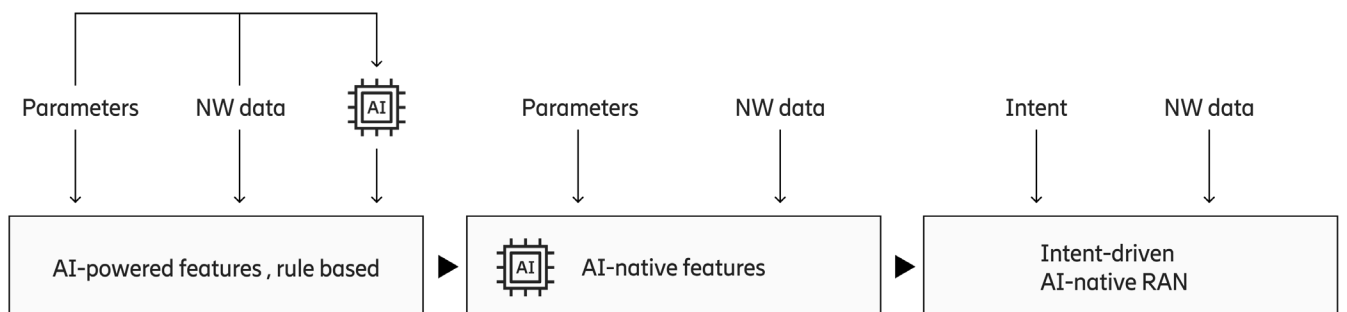 Parameters NW data AI Parameters NW data Intent NW data
AI-powered features , rule based
AI AI-native features
Intent-driven
AI-native RAN